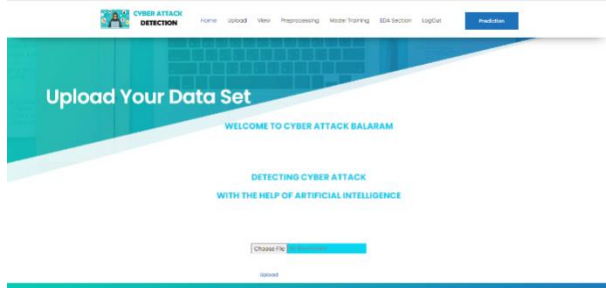 CYBER ATTACK
DETECTION
Home Upload View Preprocessing Model Training EDA Section LogOut Prediction
Upload Your Data Set
WELCOME TO CYBER ATTACK BALARAM
DETECTING CYBER ATTACK
WITH THE HELP OF ARTIFICIAL INTELLIGENCE
Choose File
Upload